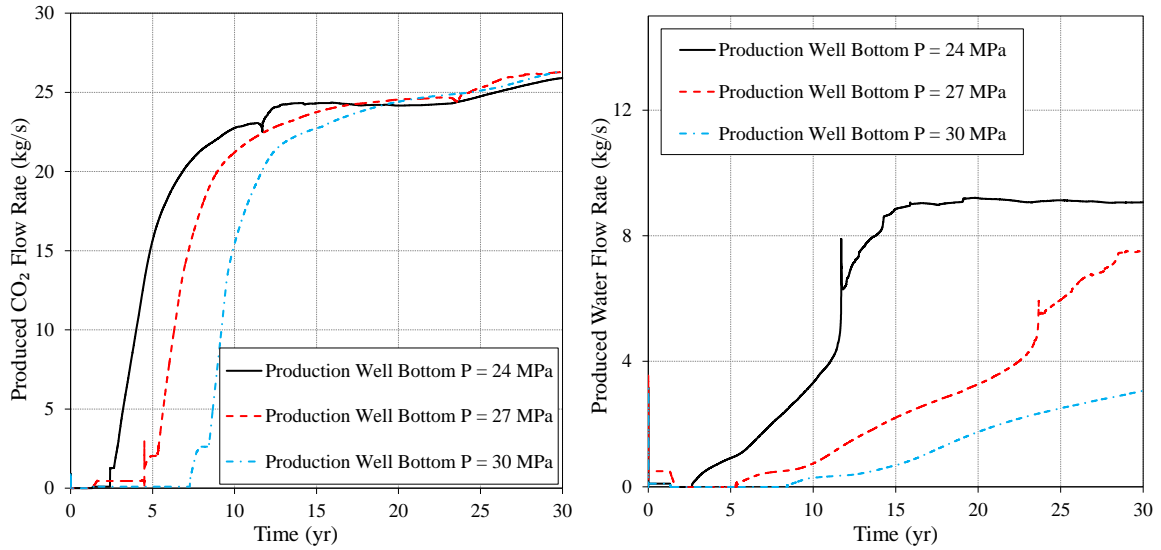 Produced CO₂ Flow Rate (kg/s)
30
25
20
15
10
5
0
Production Well Bottom P = 24 MPa
Production Well Bottom P = 27 MPa
Production Well Bottom P = 30 MPa
0 5 10 15 20 25 30
Time (yr)
Produced Water Flow Rate (kg/s)
12
8
4
0
Production Well Bottom P = 24 MPa
Production Well Bottom P = 27 MPa
Production Well Bottom P = 30 MPa
0 5 10 15 20 25 30
Time (yr)